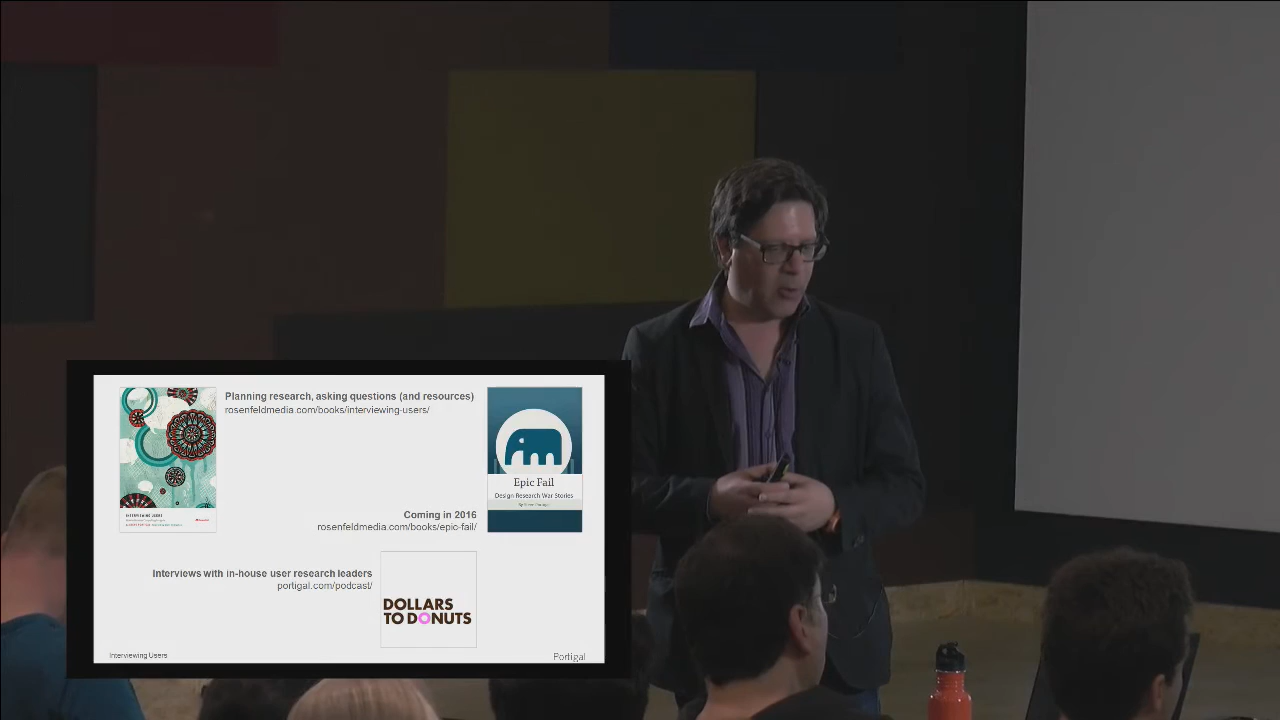 Planning research, asking questions (and resources)
rosenfeldmedia.com/books/interviewing-users/
INTERVIEWING USERS
Epic Fail
Design Research War Stories
Coming in 2016
rosenfeldmedia.com/books/epic-fail/
Interviews with in-house user research leaders
portigal.com/podcast/
DOLLARS
TO DONUTS
Interviewing Users
Portigal